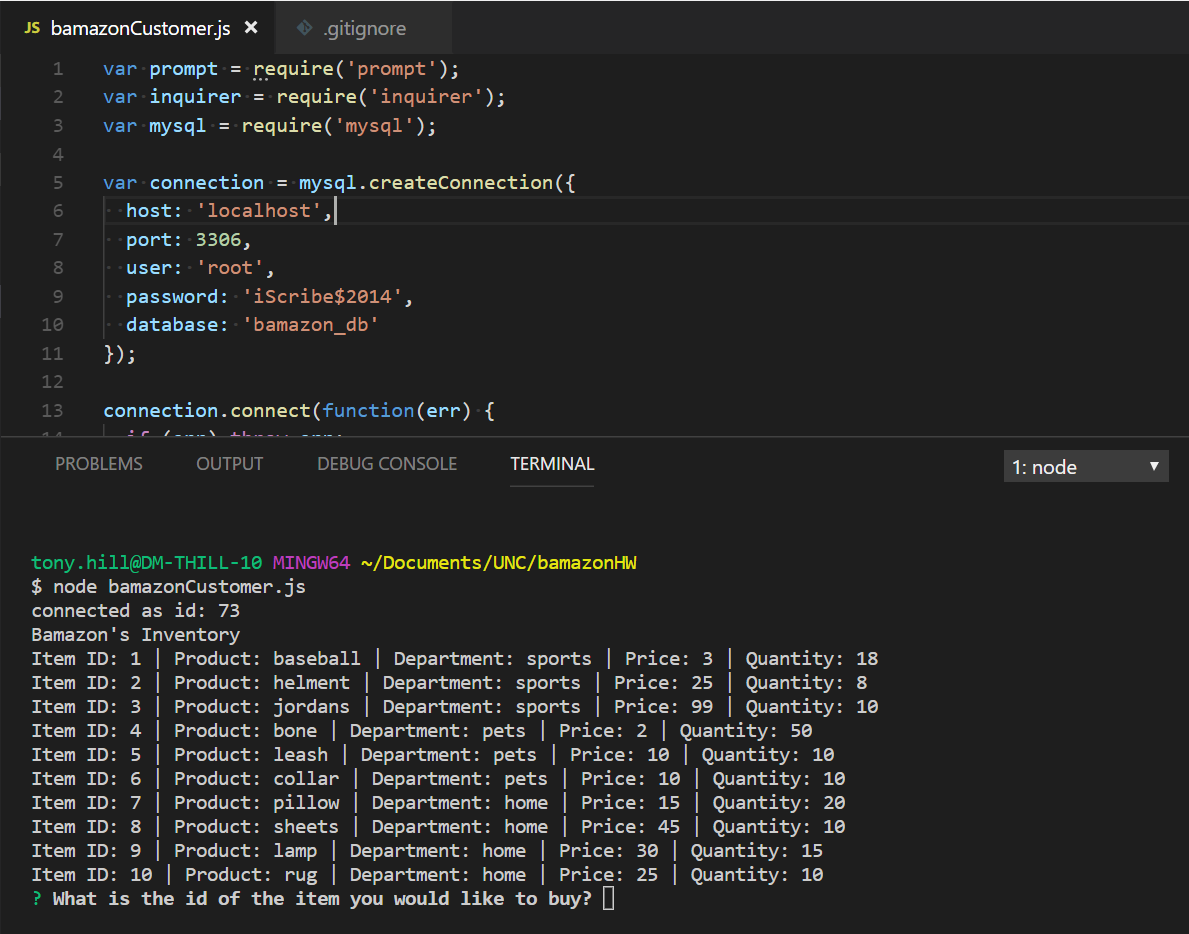 JS bamazonCustomer.js ×
.gitignore
1 var prompt = require('prompt');
2 var inquirer = require('inquirer');
3 var mysql = require('mysql');
4
5 var connection = mysql.createConnection({
6 host: 'localhost',
7 port: 3306,
8 user: 'root',
9 password: 'iScribe$2014',
10 database: 'bamazon_db'
11 });
12
13 connection.connect(function(err) {
14 if (err) throw err;
PROBLEMS OUTPUT DEBUG CONSOLE TERMINAL 1: node
tony.hill@DM-THILL-10 MINGW64 ~/Documents/UNC/bamazonHW
$ node bamazonCustomer.js
connected as id: 73
Bamazon's Inventory
Item ID: 1 | Product: baseball | Department: sports | Price: 3 | Quantity: 18
Item ID: 2 | Product: helment | Department: sports | Price: 25 | Quantity: 8
Item ID: 3 | Product: jordans | Department: sports | Price: 99 | Quantity: 10
Item ID: 4 | Product: bone | Department: pets | Price: 2 | Quantity: 50
Item ID: 5 | Product: leash | Department: pets | Price: 10 | Quantity: 10
Item ID: 6 | Product: collar | Department: pets | Price: 10 | Quantity: 10
Item ID: 7 | Product: pillow | Department: home | Price: 15 | Quantity: 20
Item ID: 8 | Product: sheets | Department: home | Price: 45 | Quantity: 10
Item ID: 9 | Product: lamp | Department: home | Price: 30 | Quantity: 15
Item ID: 10 | Product: rug | Department: home | Price: 25 | Quantity: 10
? What is the id of the item you would like to buy?